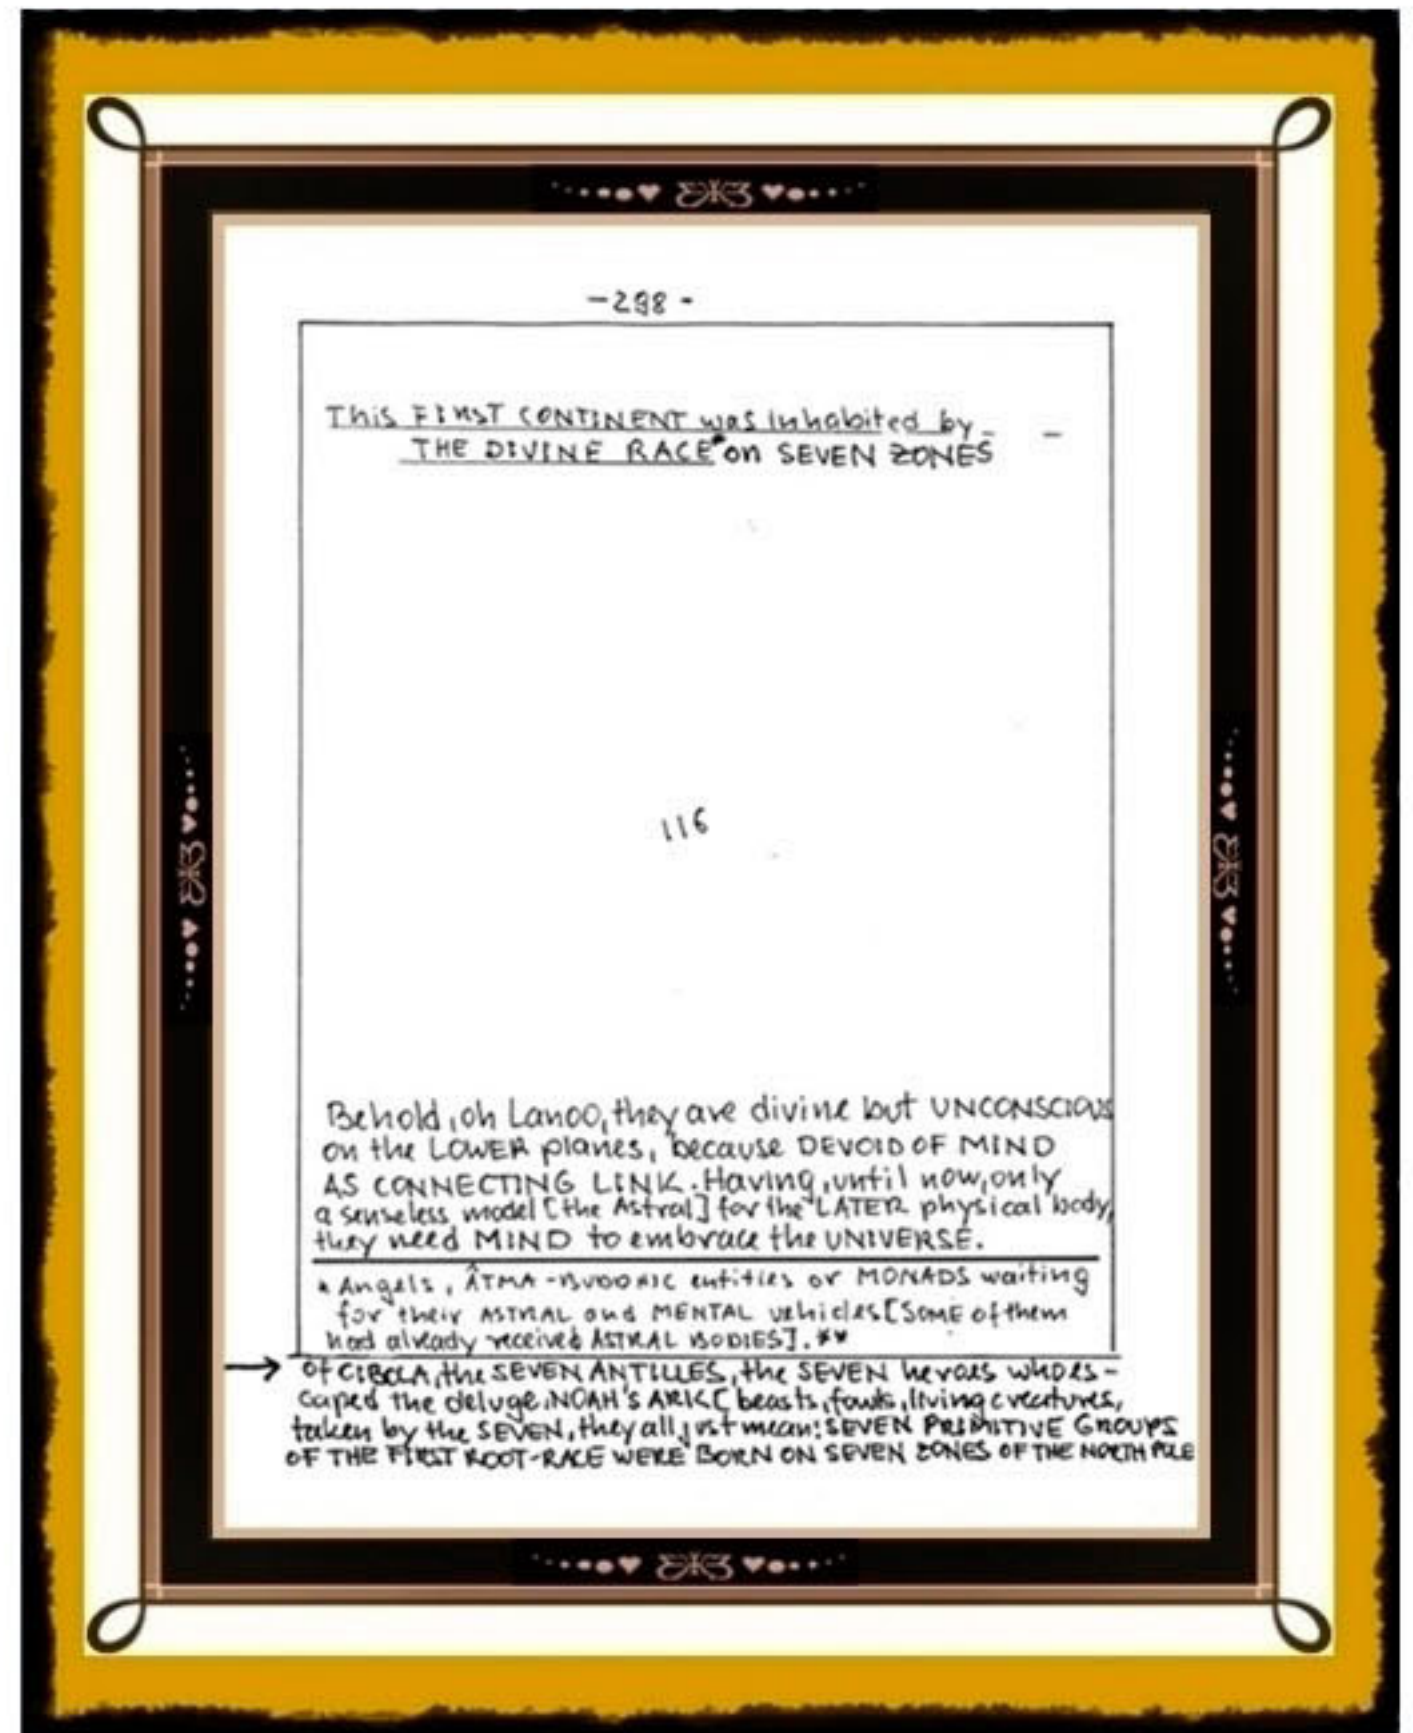 -298-
This FIRST CONTINENT was inhabited by - -
THE DIVINE RACE* on SEVEN ZONES
116
Behold, oh Lanoo, they are divine but UNCONSCIOUS
on the LOWER planes, because DEVOID OF MIND
AS CONNECTING LINK. Having, until now, only
a senseless model [the Astral] for the LATER physical body,
they need MIND to embrace the UNIVERSE.
* Angels, ÂTMA-BUDDHIC entities or MONADS waiting
for their ASTRAL and MENTAL vehicles [SOME of them
had already received ASTRAL BODIES]. **
→ of CIBOLA, the SEVEN ANTILLES, the SEVEN heroes who es-
caped the deluge, NOAH'S ARK [beasts, fowls, living creatures,
taken by the SEVEN, they all just mean: SEVEN PRIMITIVE GROUPS
OF THE FIRST ROOT-RACE WERE BORN ON SEVEN ZONES OF THE NORTH POLE